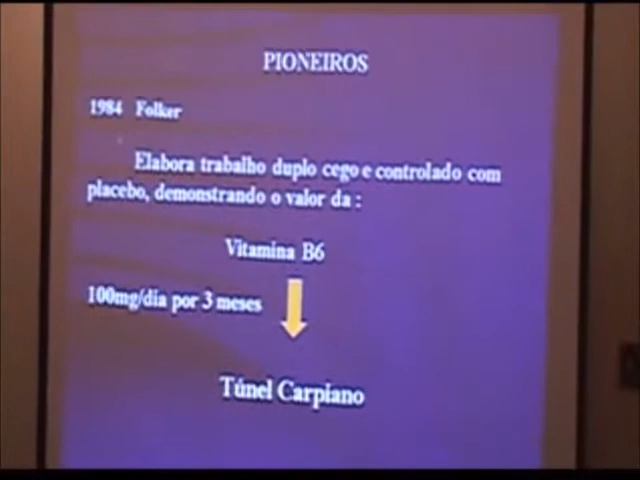 PIONEIROS
1984 Folker
Elabora trabalho duplo cego e controlado com
placebo, demonstrando o valor da :
Vitamina B6
100mg/dia por 3 meses
Túnel Carpiano